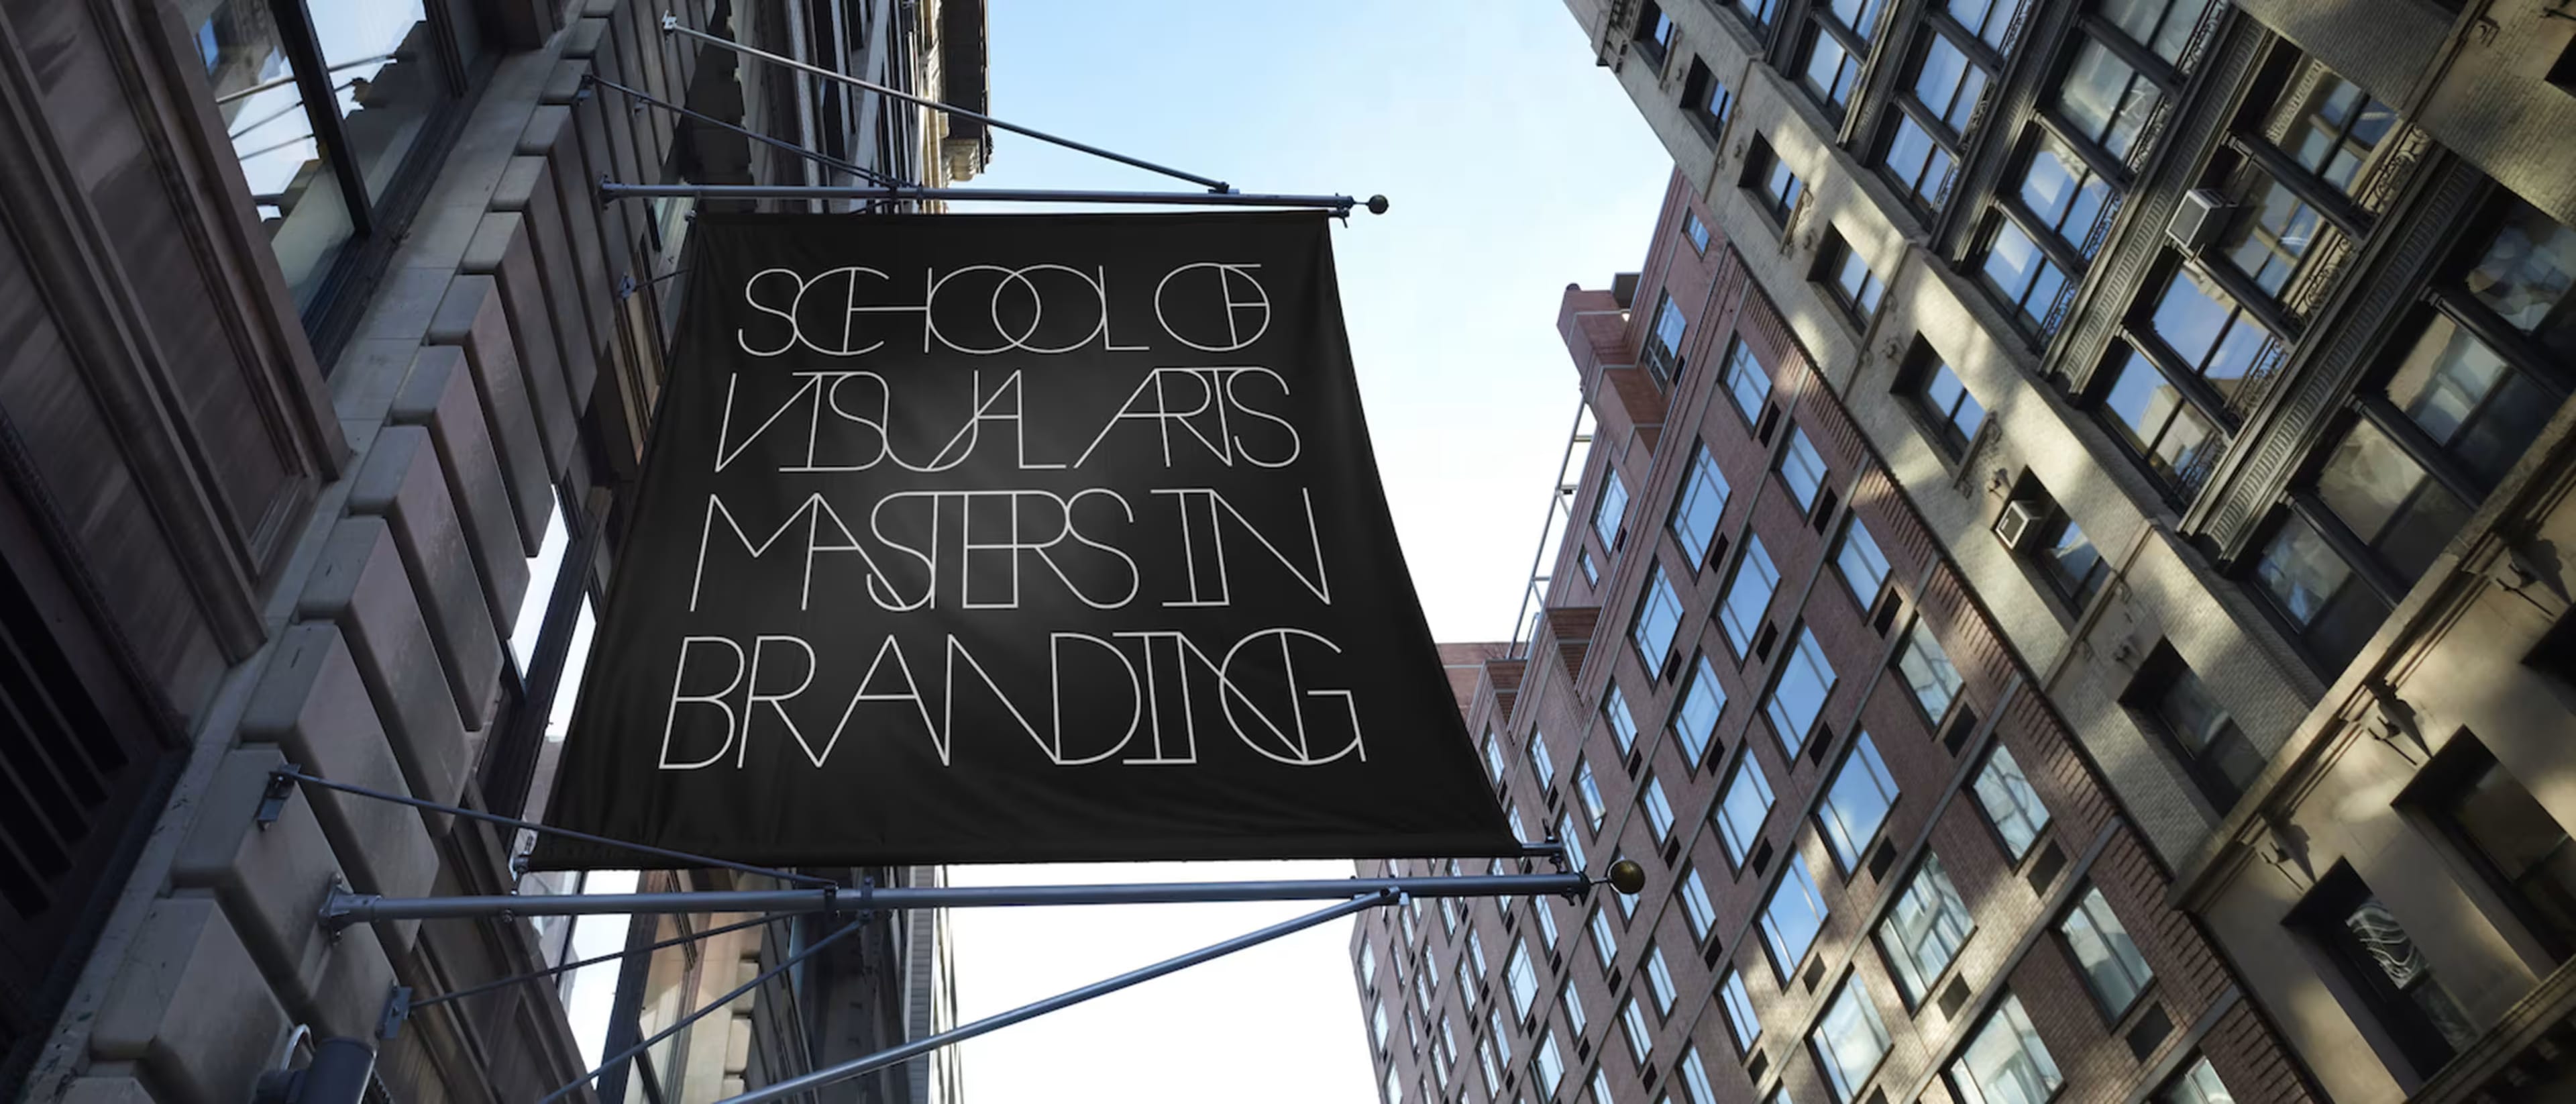 SCHOOL OF
VISUAL ARTS
MASTERS IN
BRANDING